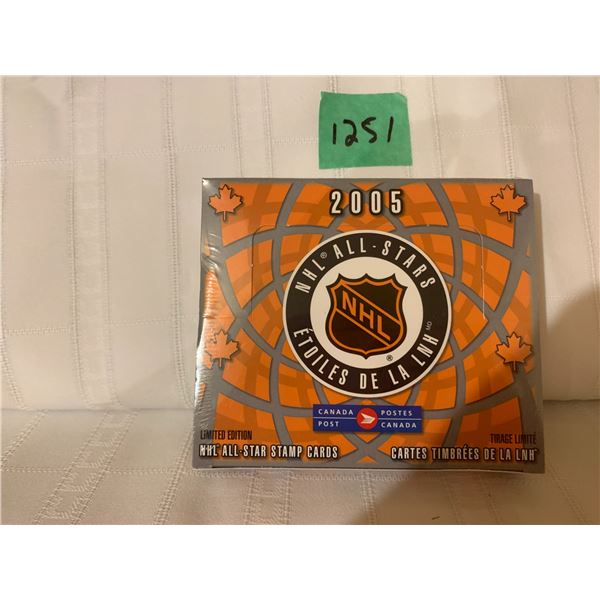 1251
2005
NHL® ALL-STARS
NHL
®
ÉTOILES DE LA LNH MD
CANADA POST
POSTES CANADA
LIMITED EDITION
NHL® ALL-STAR STAMP CARDS
TIRAGE LIMITÉ
CARTES TIMBRÉES DE LA LNH